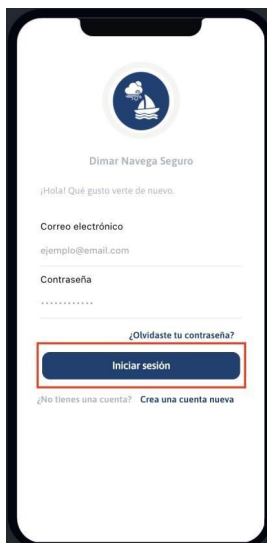 Dimar Navega Seguro
¡Hola! Qué gusto verte de nuevo.
Correo electrónico
ejemplo@email.com
Contraseña
............
¿Olvidaste tu contraseña?
Iniciar sesión
¿No tienes una cuenta? Crea una cuenta nueva